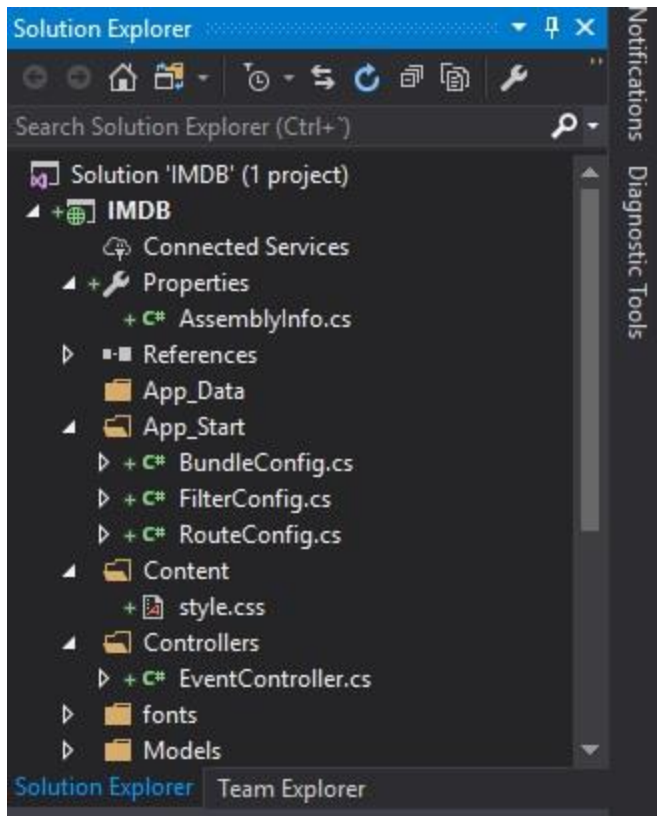 Solution Explorer
Search Solution Explorer (Ctrl+`)
Solution 'IMDB' (1 project)
IMDB
Connected Services
Properties
C# AssemblyInfo.cs
References
App_Data
App_Start
C# BundleConfig.cs
C# FilterConfig.cs
C# RouteConfig.cs
Content
style.css
Controllers
C# EventController.cs
fonts
Models
Solution Explorer Team Explorer
Notifications
Diagnostic Tools